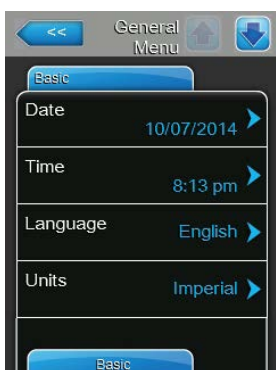 << General
Menu
Basic
Date
10/07/2014
Time
8:13 pm
Language
English
Units
Imperial
Basic